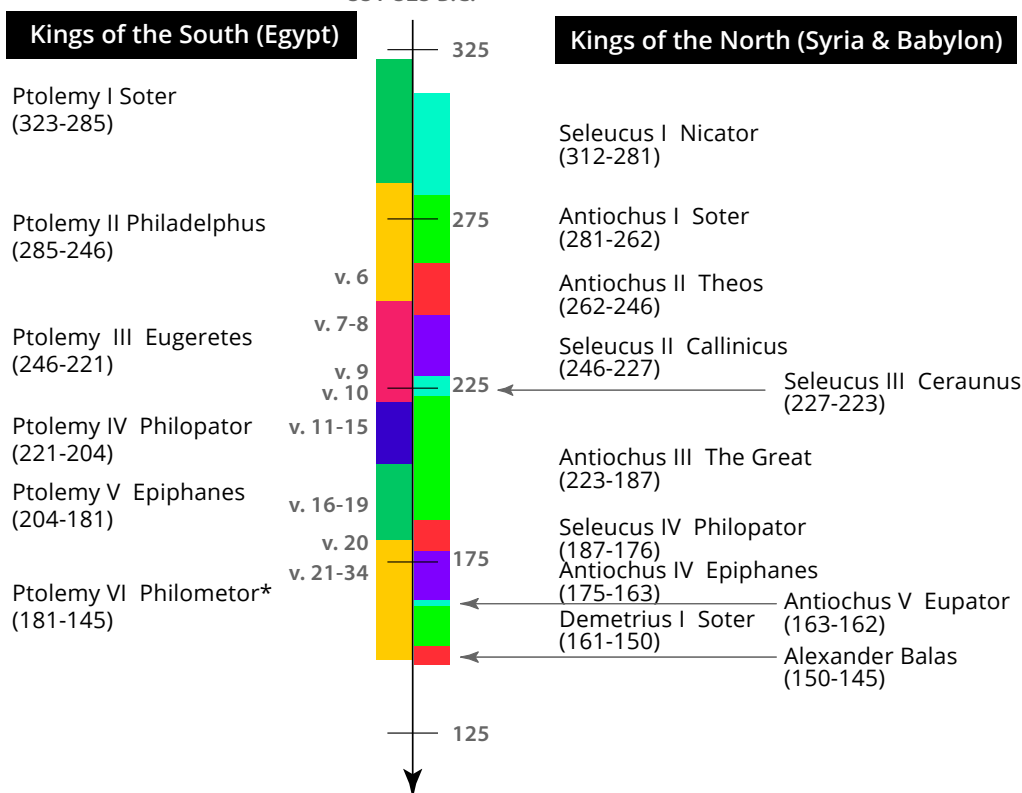 Kings of the South (Egypt)
Ptolemy I Soter
(323-285)
Ptolemy II Philadelphus
(285-246)
Ptolemy III Eugeretes
(246-221)
Ptolemy IV Philopator
(221-204)
Ptolemy V Epiphanes
(204-181)
Ptolemy VI Philometor*
(181-145)
v. 6
v. 7-8
v. 9
v. 10
v. 11-15
v. 16-19
v. 20
v. 21-34
325
275
225
175
125
Kings of the North (Syria & Babylon)
Seleucus I Nicator
(312-281)
Antiochus I Soter
(281-262)
Antiochus II Theos
(262-246)
Seleucus II Callinicus
(246-227)
Seleucus III Ceraunus
(227-223)
Antiochus III The Great
(223-187)
Seleucus IV Philopator
(187-176)
Antiochus IV Epiphanes
(175-163)
Antiochus V Eupator
(163-162)
Demetrius I Soter
(161-150)
Alexander Balas
(150-145)